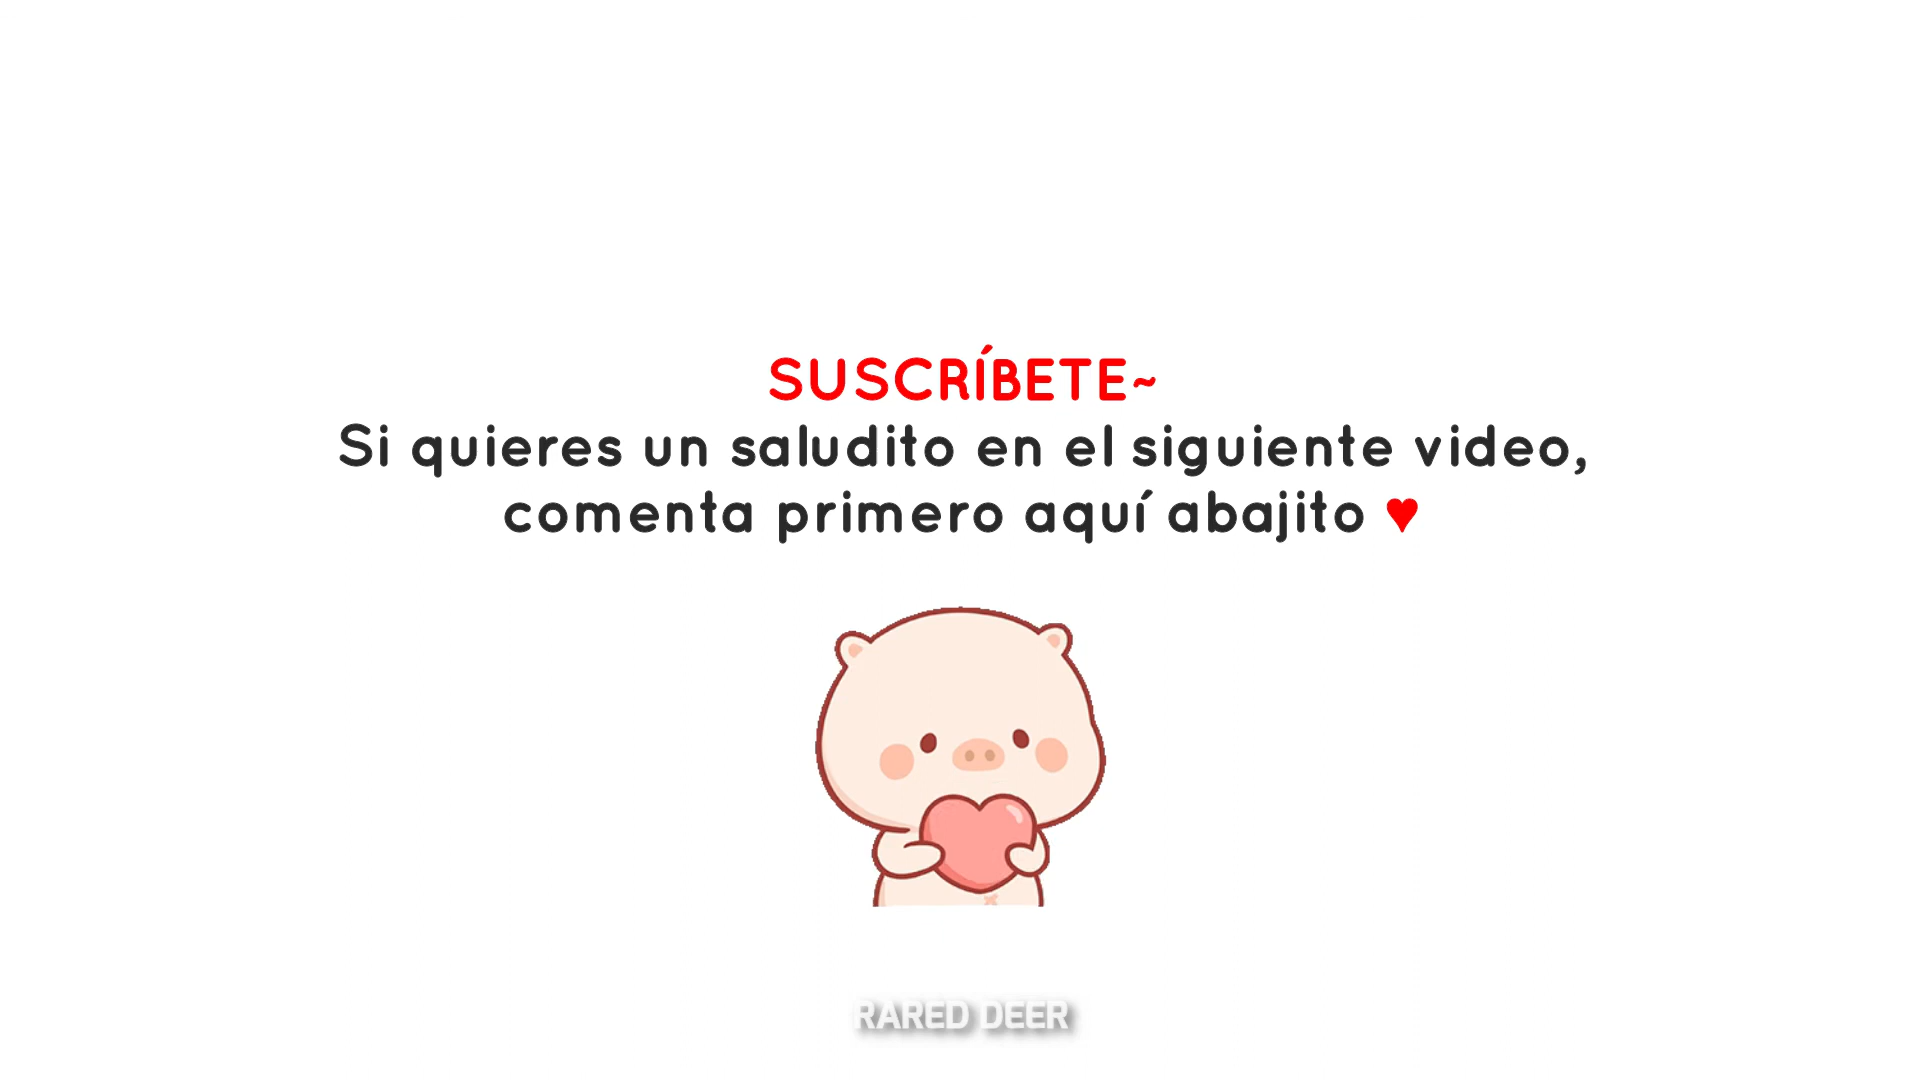 SUSCRÍBETE~
Si quieres un saludito en el siguiente video,
comenta primero aquí abajito ♥
RARED DEER